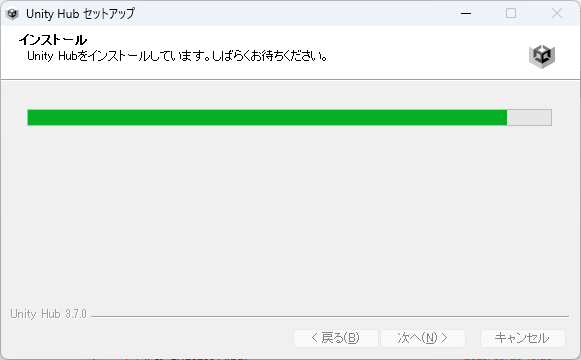 Unity Hub セットアップ
インストール
Unity Hubをインストールしています。しばらくお待ちください。
Unity Hub 3.7.0
< 戻る(B)
次へ(N) >
キャンセル